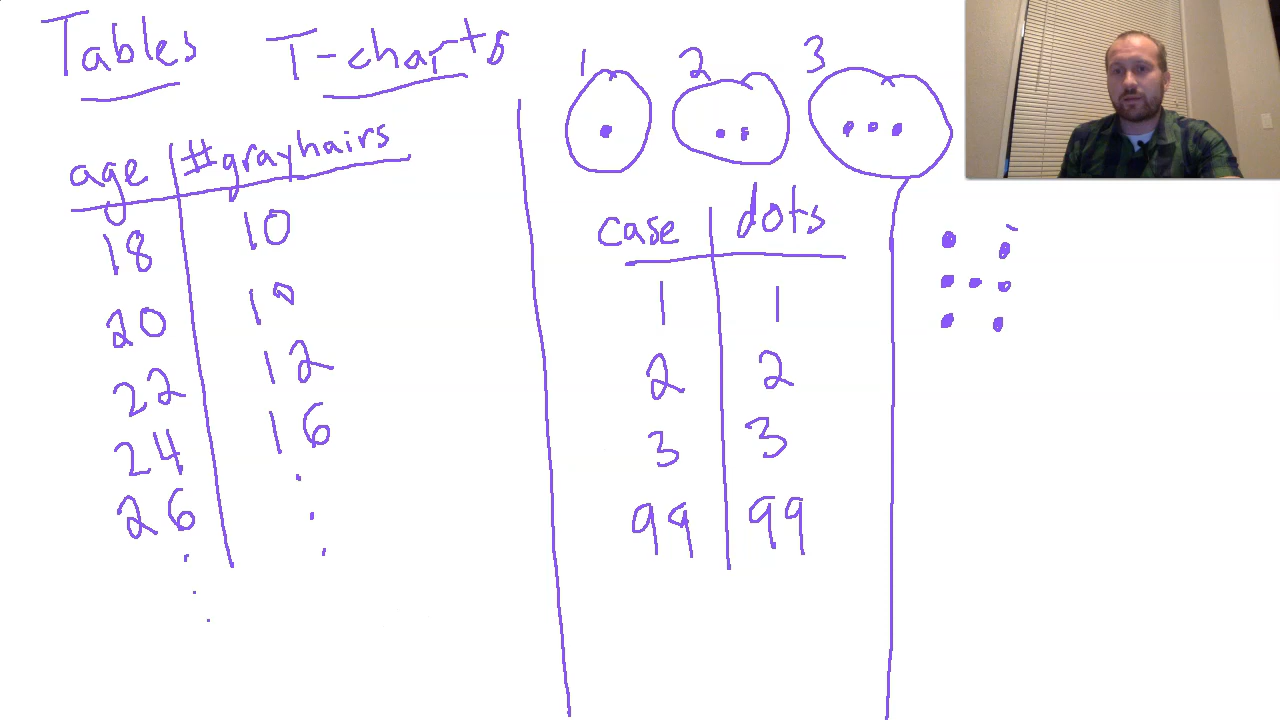 Tables T-charts
age #grayhairs
18 10
20 10
22 12
24 16
26
1 2 3
case dots
1 1
2 2
3 3
99 99